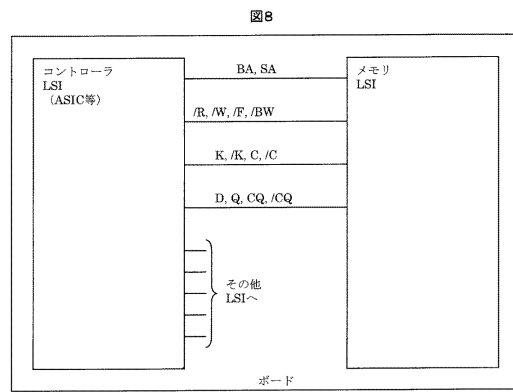 図8
コントローラ
LSI
（ASIC等）
BA, SA
メモリ
LSI
/R, /W, /F, /BW
K, /K, C, /C
D, Q, CQ, /CQ
その他
LSIへ
ボード